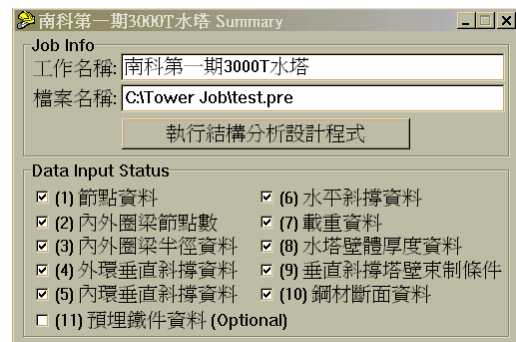 南科第一期3000T水塔 Summary
Job Info
工作名稱: 南科第一期3000T水塔
檔案名稱: C:\Tower Job\test.pre
執行結構分析設計程式
Data Input Status
(1) 節點資料
(2) 內外圈梁節點數
(3) 內外圈梁半徑資料
(4) 外環垂直斜撐資料
(5) 內環垂直斜撐資料
(11) 預埋鐵件資料 (Optional)
(6) 水平斜撐資料
(7) 載重資料
(8) 水塔壁體厚度資料
(9) 垂直斜撐塔壁束制條件
(10) 鋼材斷面資料